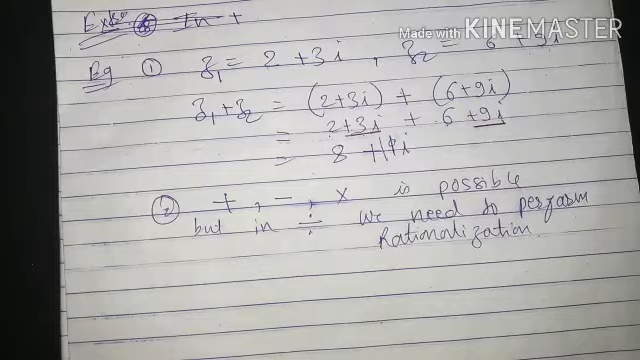 Made with KINEMASTER
In +
Eg ① z₁ = 2 + 3i , z₂ = 6 + 9i
z₁+z₂ = (2+3i) + (6+9i)
= 2+3i + 6+9i
= 8 +
② +, -, × is possible
but in ÷ we need to perform
Rationalization